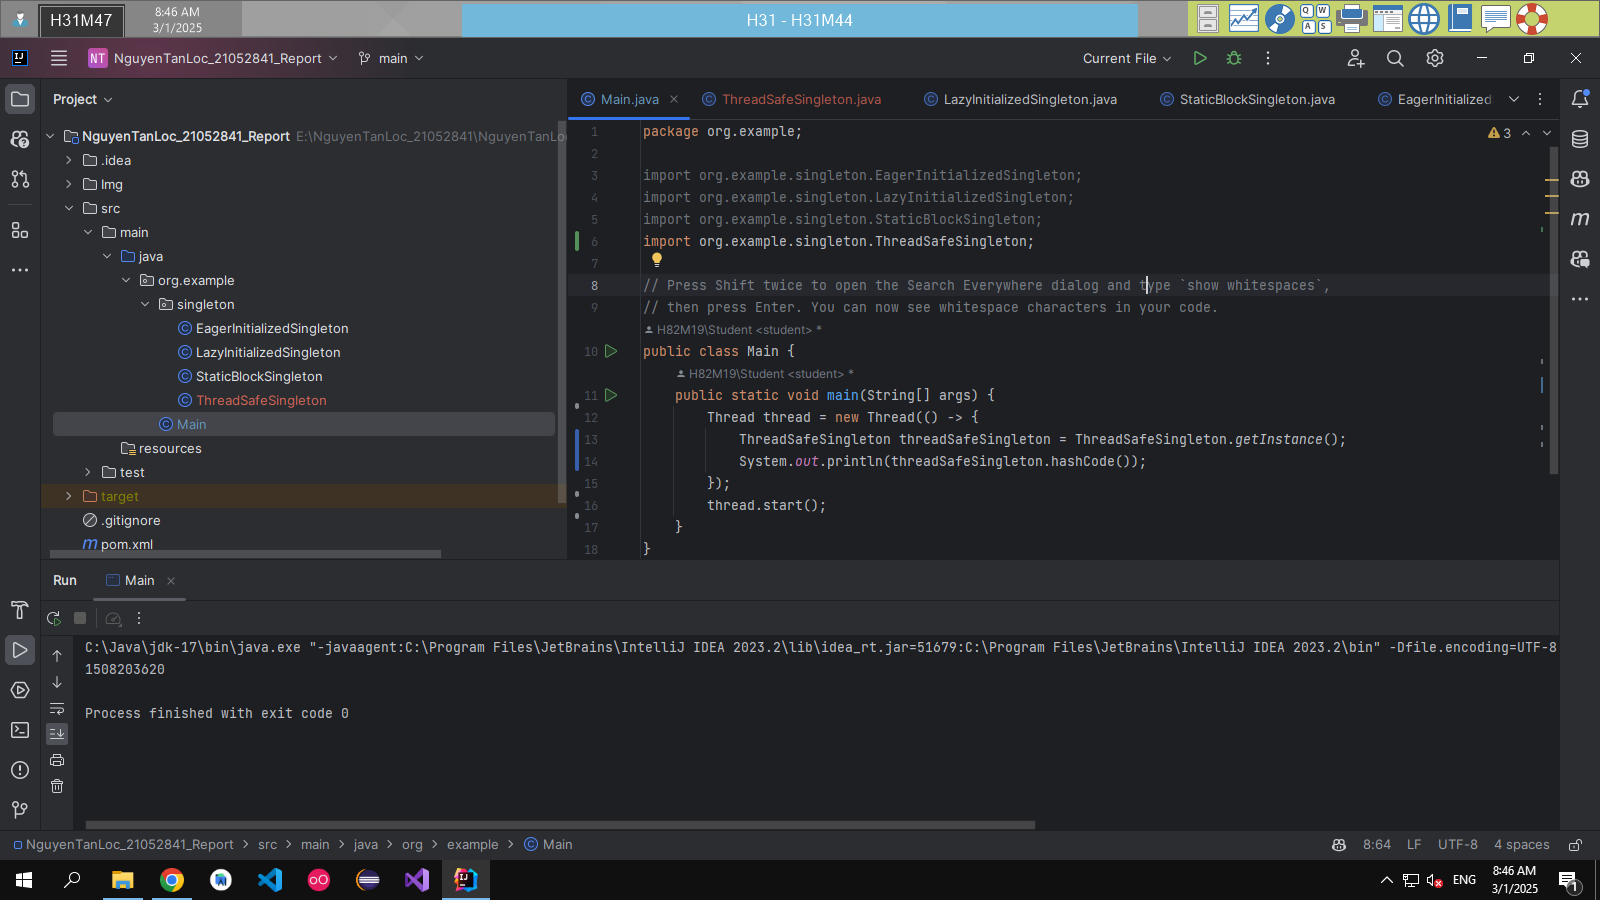 H31M47
8:46 AM
3/1/2025
H31 - H31M44
Q W
A S
IJ
NT NguyenTanLoc_21052841_Report
main
Current File
Project
Main.java
ThreadSafeSingleton.java
LazyInitializedSingleton.java
StaticBlockSingleton.java
EagerInitialized
NguyenTanLoc_21052841_Report E:\NguyenTanLoc_21052841\NguyenTanLo
.idea
Img
src
main
java
org.example
singleton
EagerInitializedSingleton
LazyInitializedSingleton
StaticBlockSingleton
ThreadSafeSingleton
Main
resources
test
target
.gitignore
m pom.xml
3
1 package org.example;
2
3 import org.example.singleton.EagerInitializedSingleton;
4 import org.example.singleton.LazyInitializedSingleton;
5 import org.example.singleton.StaticBlockSingleton;
6 import org.example.singleton.ThreadSafeSingleton;
7
8 // Press Shift twice to open the Search Everywhere dialog and type `show whitespaces`,
9 // then press Enter. You can now see whitespace characters in your code.
H82M19\Student <student> *
10 public class Main {
H82M19\Student <student> *
11 public static void main(String[] args) {
12 Thread thread = new Thread(() -> {
13 ThreadSafeSingleton threadSafeSingleton = ThreadSafeSingleton.getInstance();
14 System.out.println(threadSafeSingleton.hashCode());
15 });
16 thread.start();
17 }
18 }
m
Run
Main
C:\Java\jdk-17\bin\java.exe "-javaagent:C:\Program Files\JetBrains\IntelliJ IDEA 2023.2\lib\idea_rt.jar=51679:C:\Program Files\JetBrains\IntelliJ IDEA 2023.2\bin" -Dfile.encoding=UTF-8
1508203620
Process finished with exit code 0
NguyenTanLoc_21052841_Report > src > main > java > org > example > Main
8:64 LF UTF-8 4 spaces
ENG
8:46 AM
3/1/2025
1